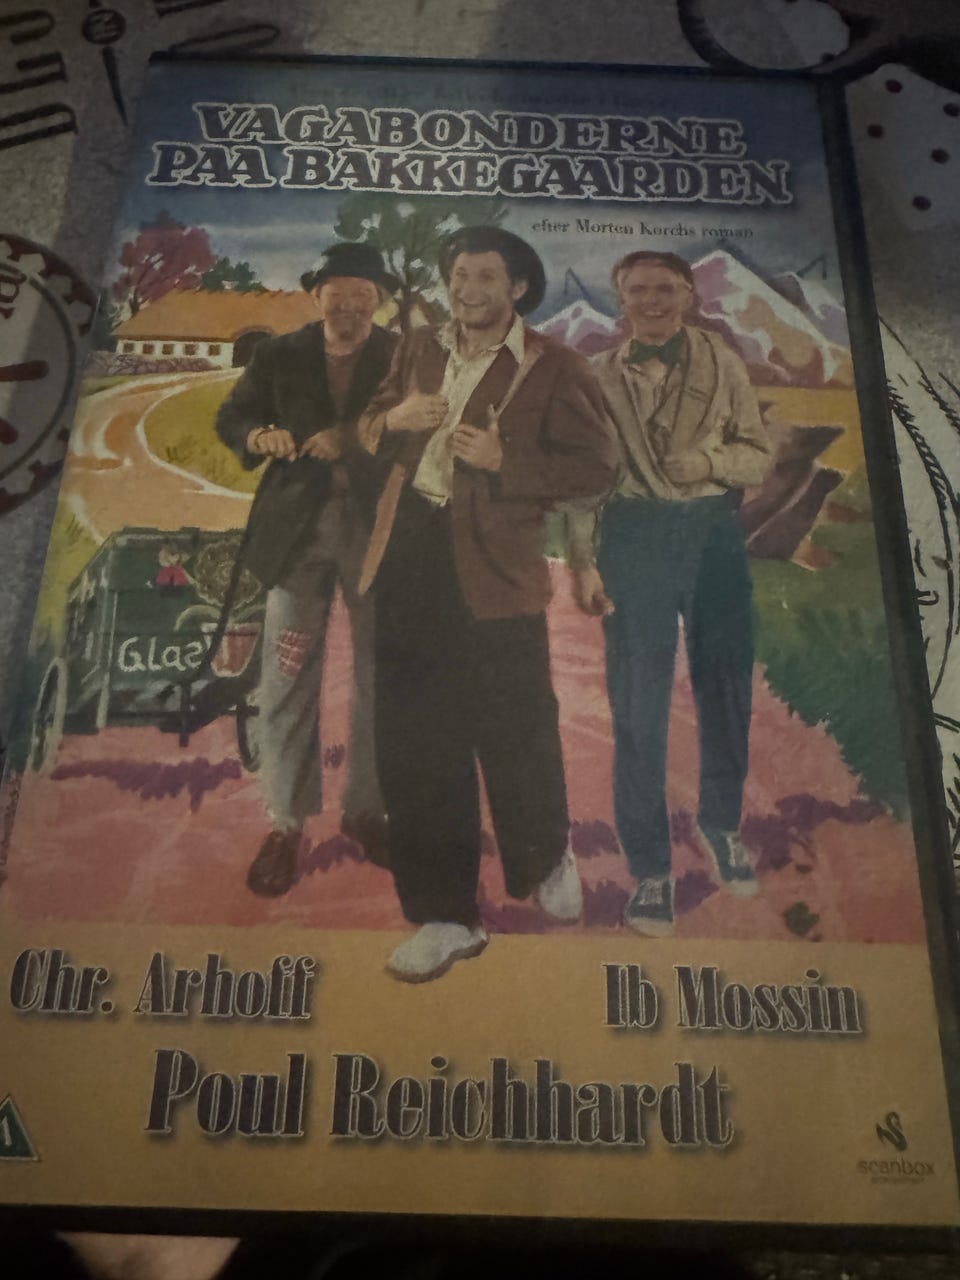 VAGABONDERNE
PAA BAKKEGAARDEN
efter Morten Korchs roman
Glas
Chr. Arhoff
Ib Mossin
Poul Reichhardt
scanbox